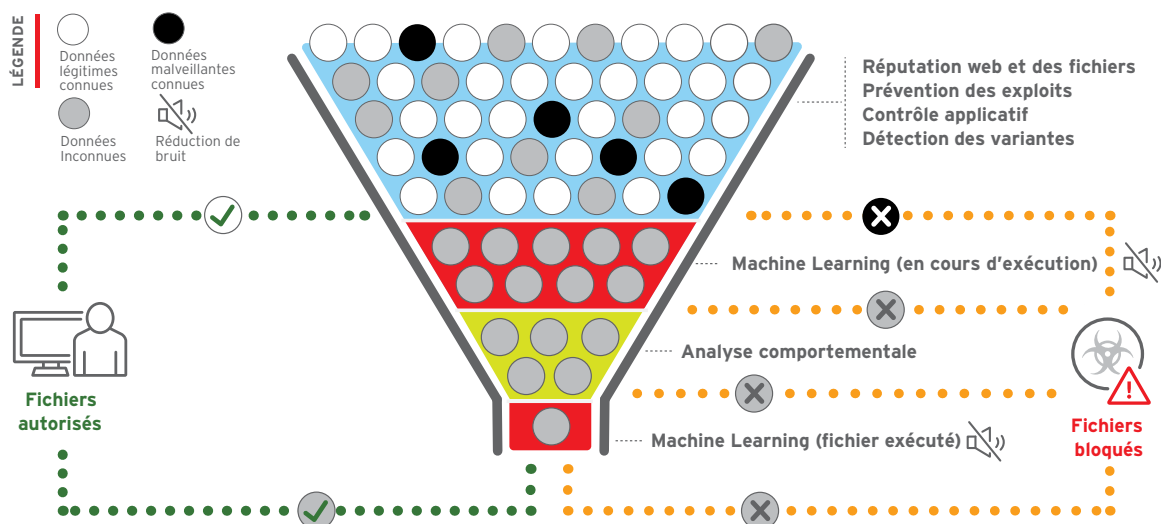 LÉGENDE
Données
légitimes
connues
Données
malveillantes
connues
Données
Inconnues
Réduction de
bruit
Réputation web et des fichiers
Prévention des exploits
Contrôle applicatif
Détection des variantes
Machine Learning (en cours d’exécution)
Analyse comportementale
Machine Learning (fichier exécuté)
Fichiers
autorisés
Fichiers
bloqués